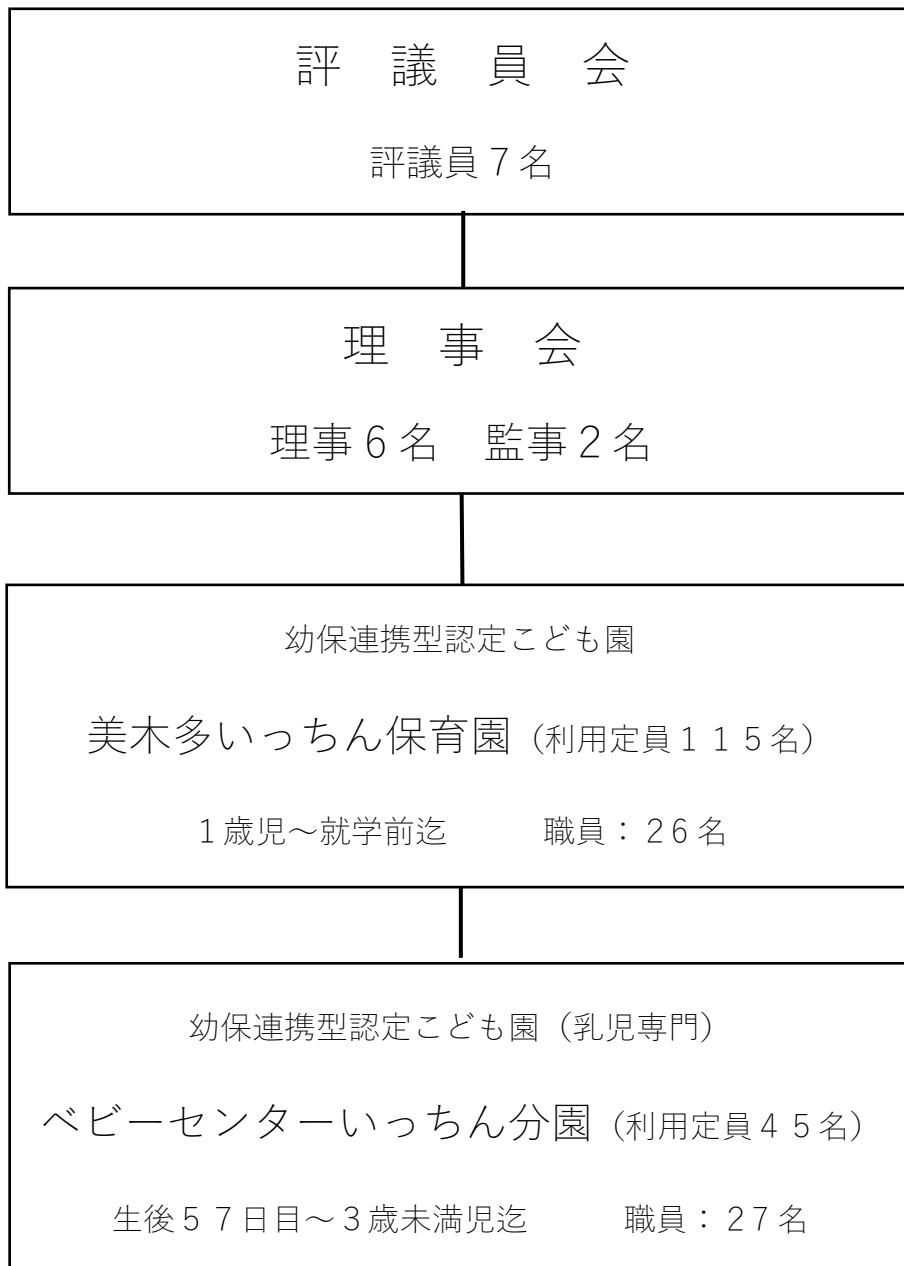 評　議　員　会
評議員７名
理　事　会
理事６名　監事２名
幼保連携型認定こども園
美木多いっちん保育園（利用定員１１５名）
１歳児～就学前迄　　　職員：26名
幼保連携型認定こども園（乳児専門）
ベビーセンターいっちん分園（利用定員４５名）
生後５７日目～３歳未満児迄　　　職員：27名